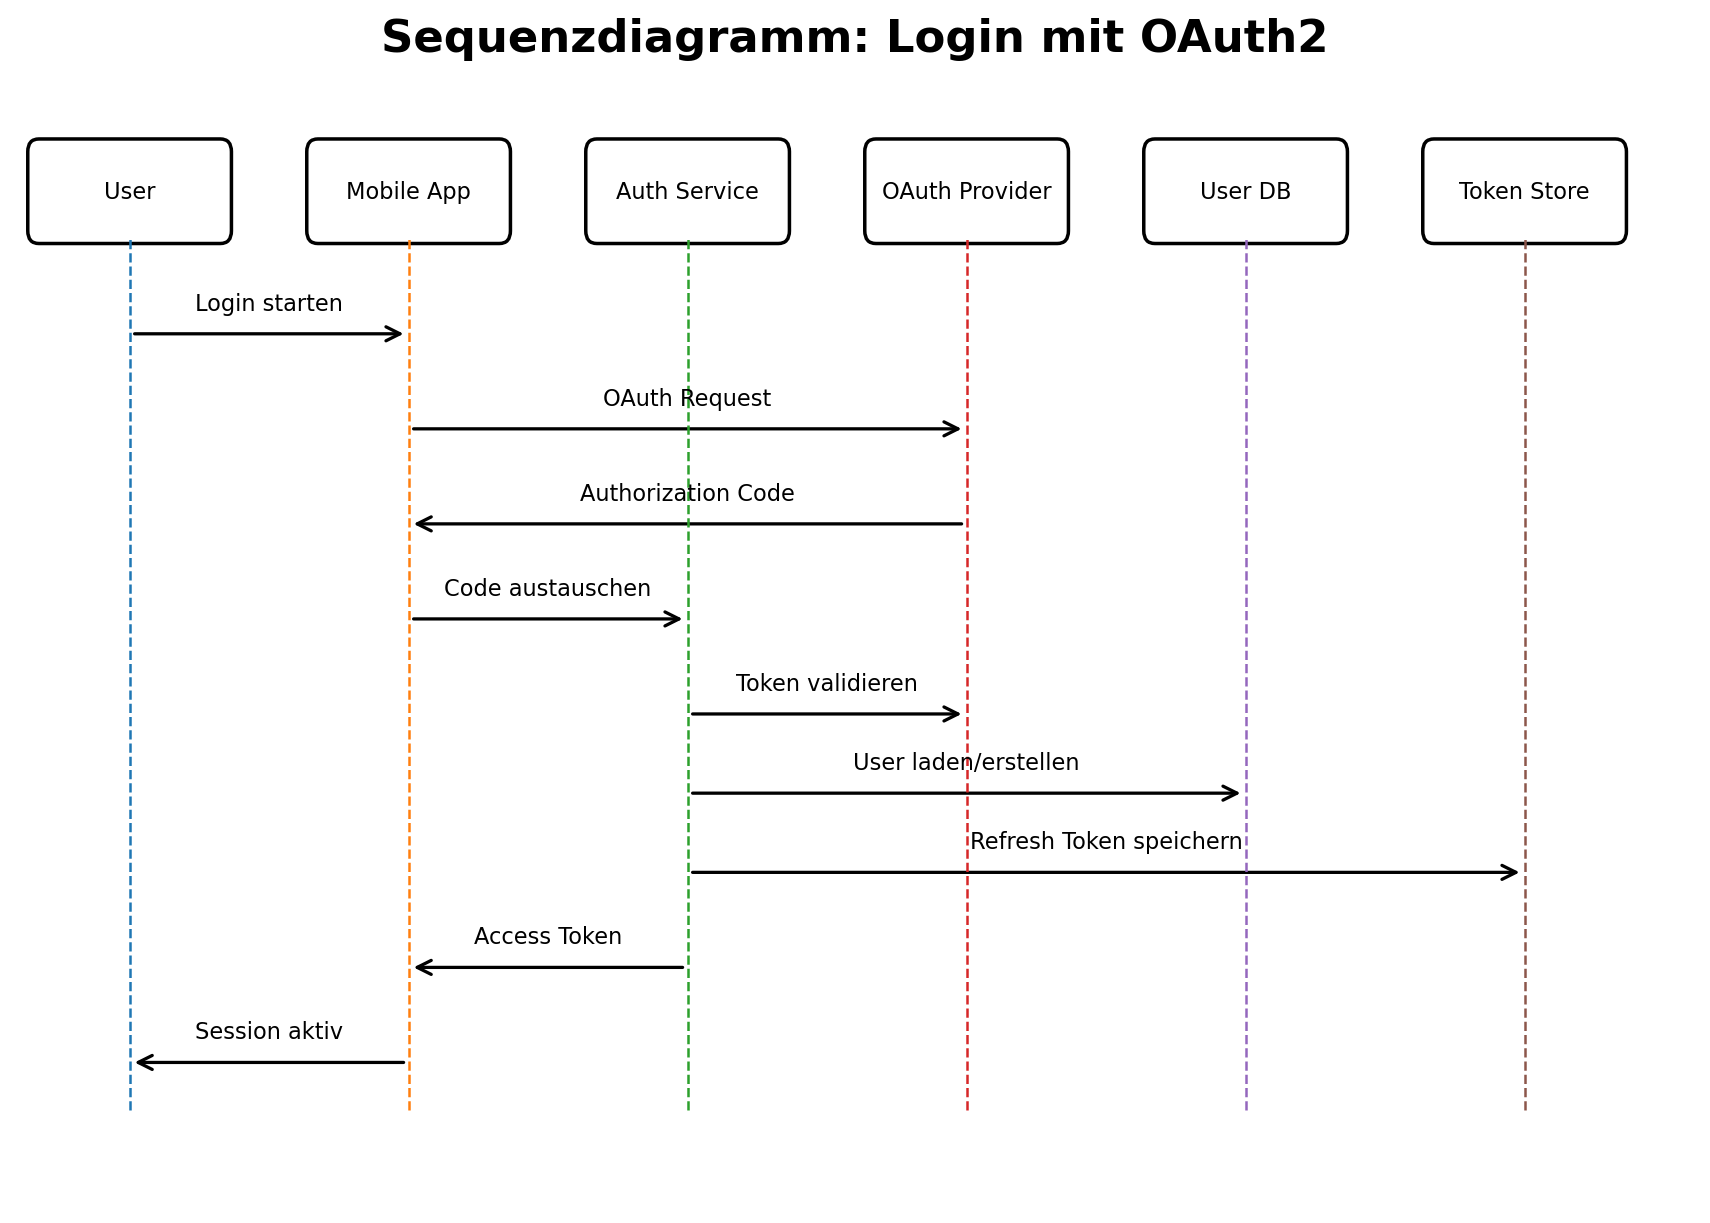 Sequenzdiagramm: Login mit OAuth2
User
Mobile App
Auth Service
OAuth Provider
User DB
Token Store
Login starten
OAuth Request
Authorization Code
Code austauschen
Token validieren
User laden/erstellen
Refresh Token speichern
Access Token
Session aktiv